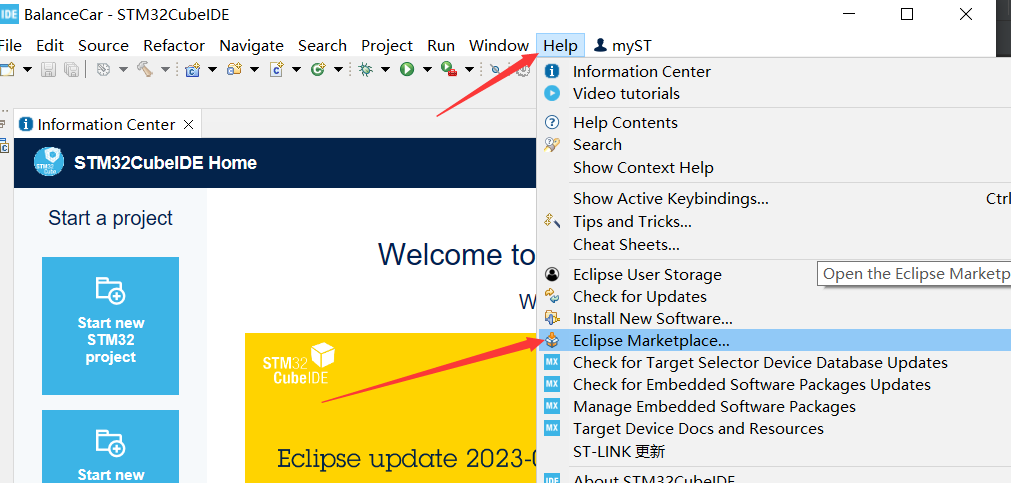 IDE BalanceCar - STM32CubeIDE
File Edit Source Refactor Navigate Search Project Run Window Help myST
Information Center
STM32CubeIDE Home
Start a project
Start new
STM32
project
Start new
Welcome to
W
STM32
CubeIDE
Eclipse update 2023-0
Information Center
Video tutorials
Help Contents
Search
Show Context Help
Show Active Keybindings... Ctrl
Tips and Tricks...
Cheat Sheets...
Eclipse User Storage
Open the Eclipse Marketp
Check for Updates
Install New Software...
Eclipse Marketplace...
MX Check for Target Selector Device Database Updates
MX Check for Embedded Software Packages Updates
MX Manage Embedded Software Packages
MX Target Device Docs and Resources
ST-LINK 更新
IDE About STM32CubeIDE